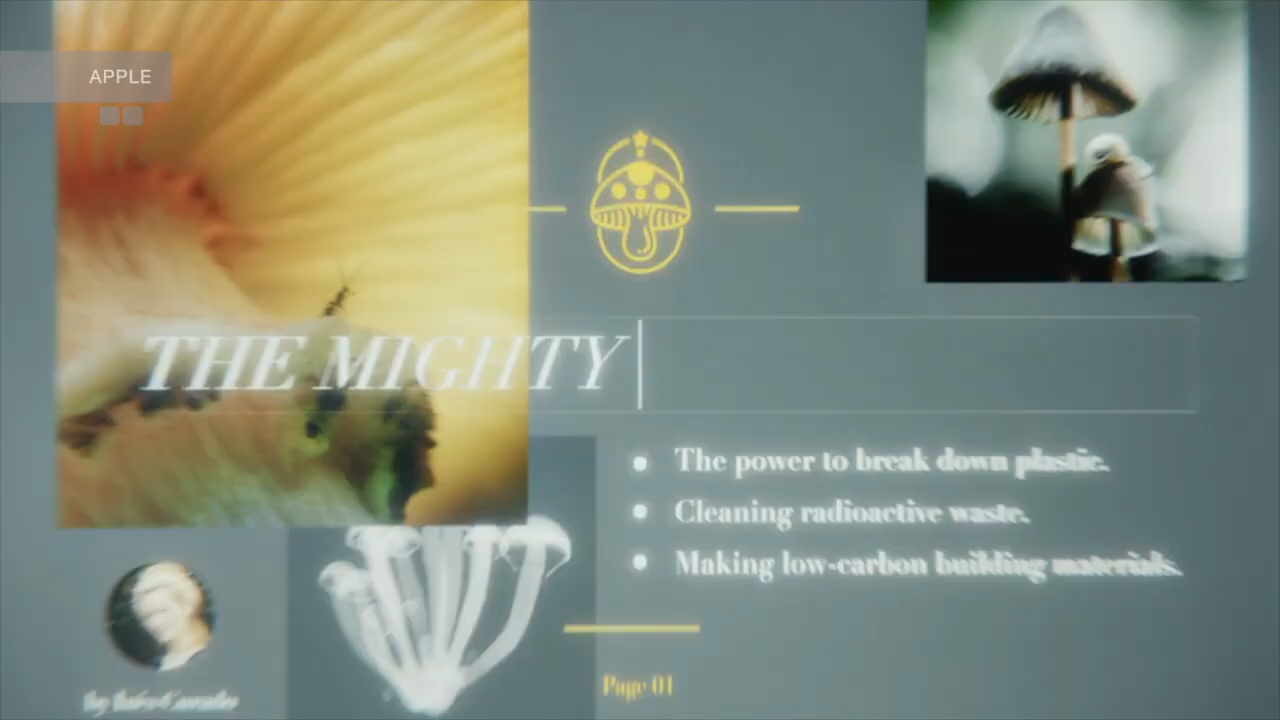 APPLE
THE MIGHTY
The power to break down plastic.
Cleaning radioactive waste.
Making low-carbon building materials.
Page 01